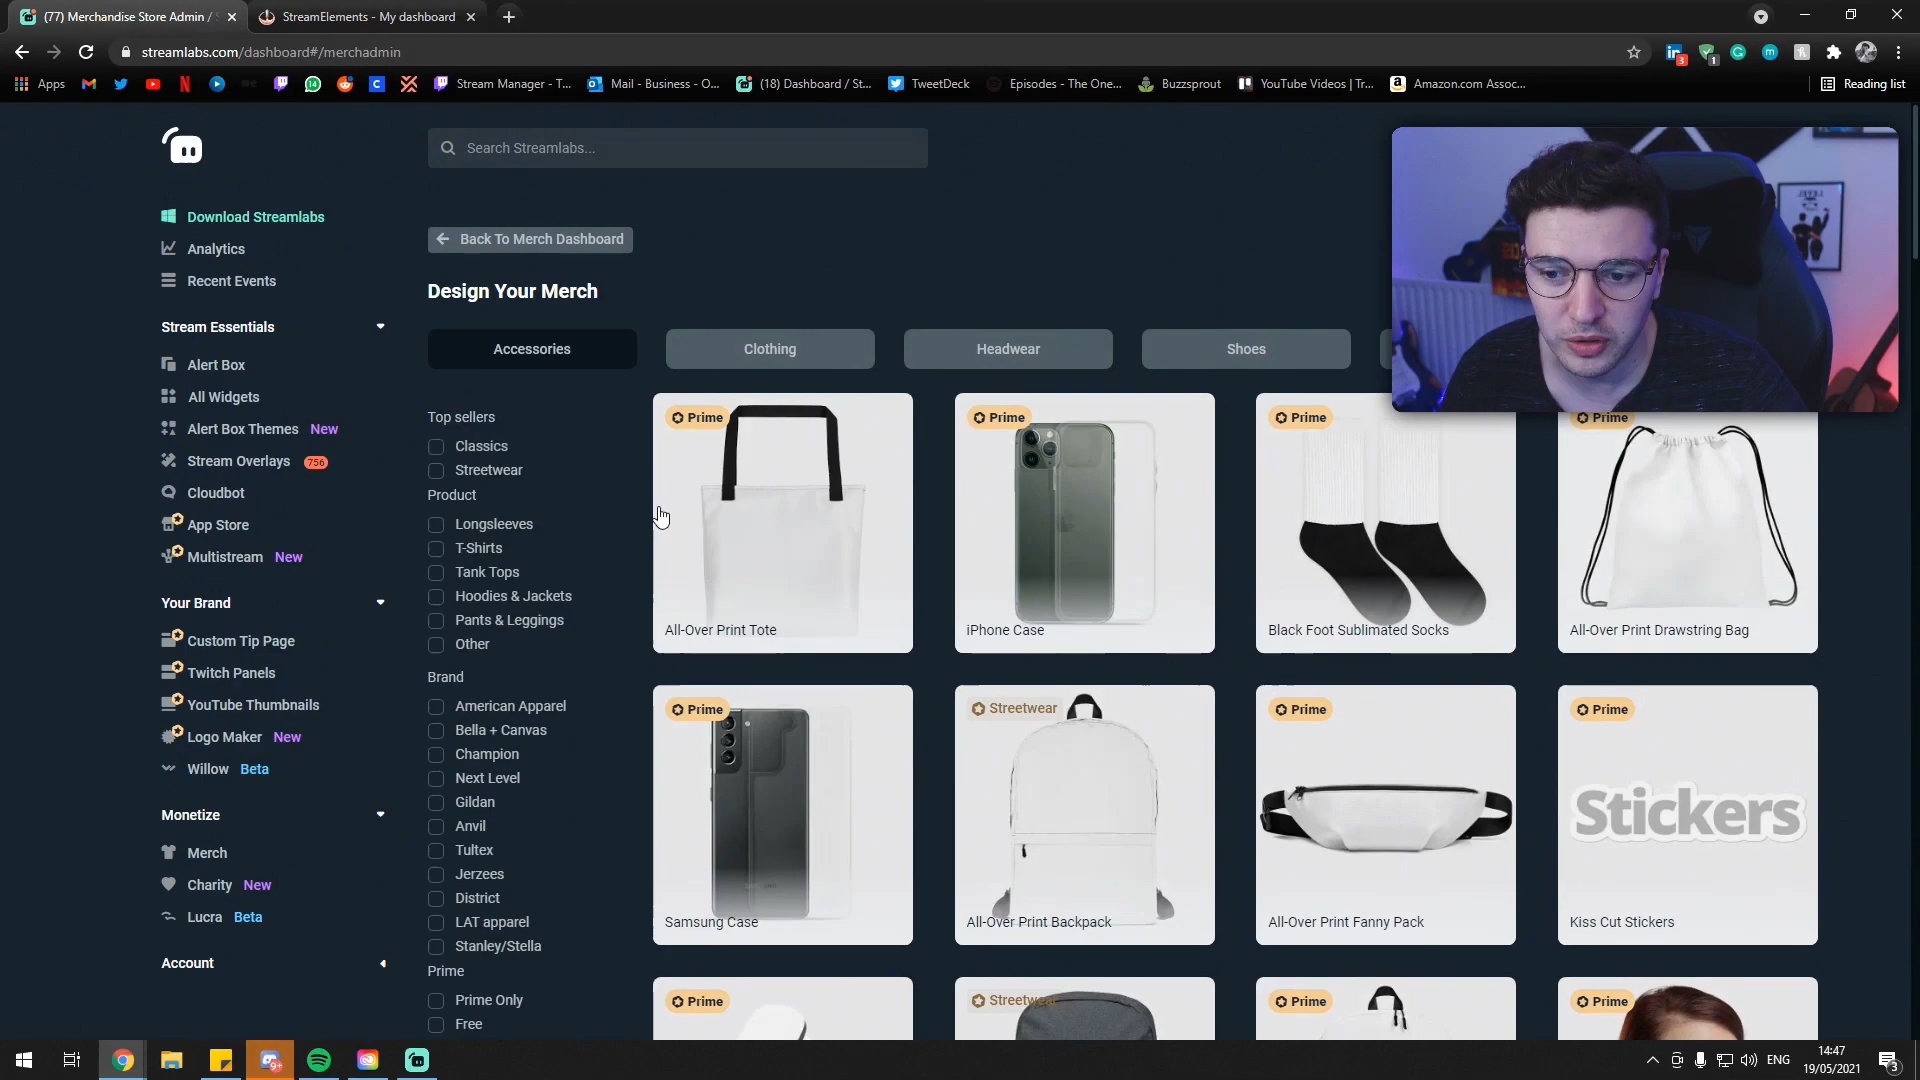 (77) Merchandise Store Admin /
StreamElements - My dashboard
streamlabs.com/dashboard#/merchadmin
Apps
Stream Manager - T...
Mail - Business - O...
(18) Dashboard / St...
TweetDeck
Episodes - The One...
Buzzsprout
YouTube Videos | Tr...
Amazon.com Assoc...
Reading list
Search Streamlabs...
Download Streamlabs
Analytics
Recent Events
Stream Essentials
Alert Box
All Widgets
Alert Box Themes New
Stream Overlays 756
Cloudbot
App Store
Multistream New
Your Brand
Custom Tip Page
Twitch Panels
YouTube Thumbnails
Logo Maker New
Willow Beta
Monetize
Merch
Charity New
Lucra Beta
Account
Back To Merch Dashboard
Design Your Merch
Accessories
Clothing
Headwear
Shoes
Top sellers
Classics
Streetwear
Product
Longsleeves
T-Shirts
Tank Tops
Hoodies & Jackets
Pants & Leggings
Other
Brand
American Apparel
Bella + Canvas
Champion
Next Level
Gildan
Anvil
Tultex
Jerzees
District
LAT apparel
Stanley/Stella
Prime
Prime Only
Free
Prime
All-Over Print Tote
Prime
iPhone Case
Prime
Black Foot Sublimated Socks
Prime
All-Over Print Drawstring Bag
Prime
Samsung Case
Streetwear
All-Over Print Backpack
Prime
All-Over Print Fanny Pack
Prime
Stickers
Kiss Cut Stickers
Prime
Streetwear
Prime
Prime
LEVEL
9+
ENG
14:47
19/05/2021
3